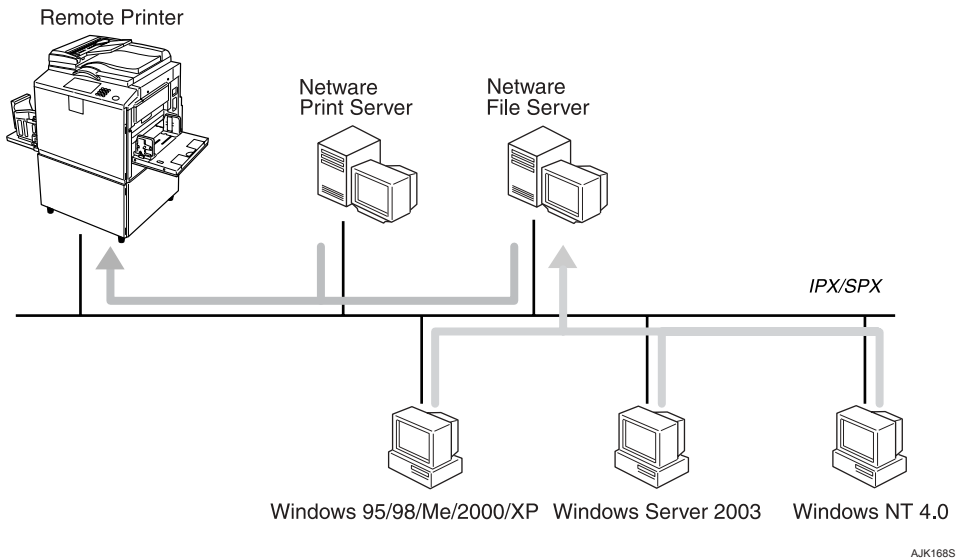 Remote Printer
Netware
Print Server
Netware
File Server
IPX/SPX
Windows 95/98/Me/2000/XP
Windows Server 2003
Windows NT 4.0
AJK168S